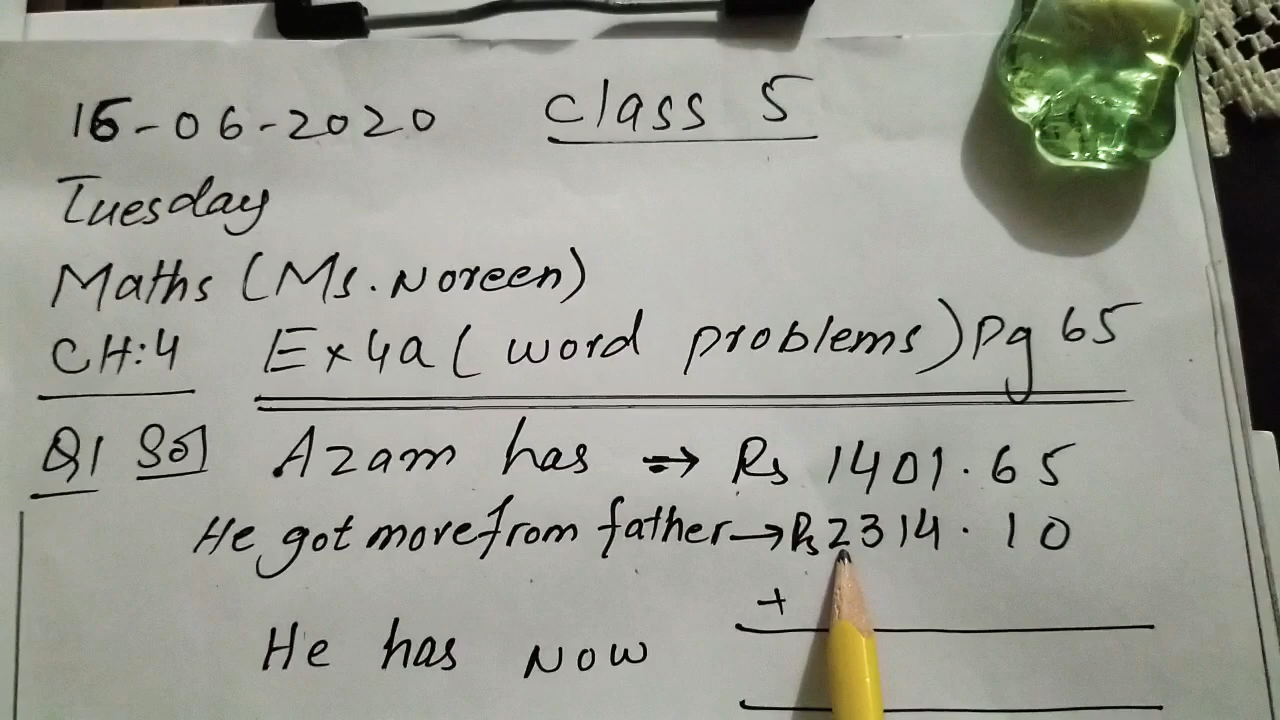 16-06-2020 Class 5
Tuesday
Maths (Ms. Noreen)
CH:4 Ex4a ( word problems) pg 65
Q1 Sol Azam has → Rs 1401.65
He got more from father → Rs 2314.10
+
He has now